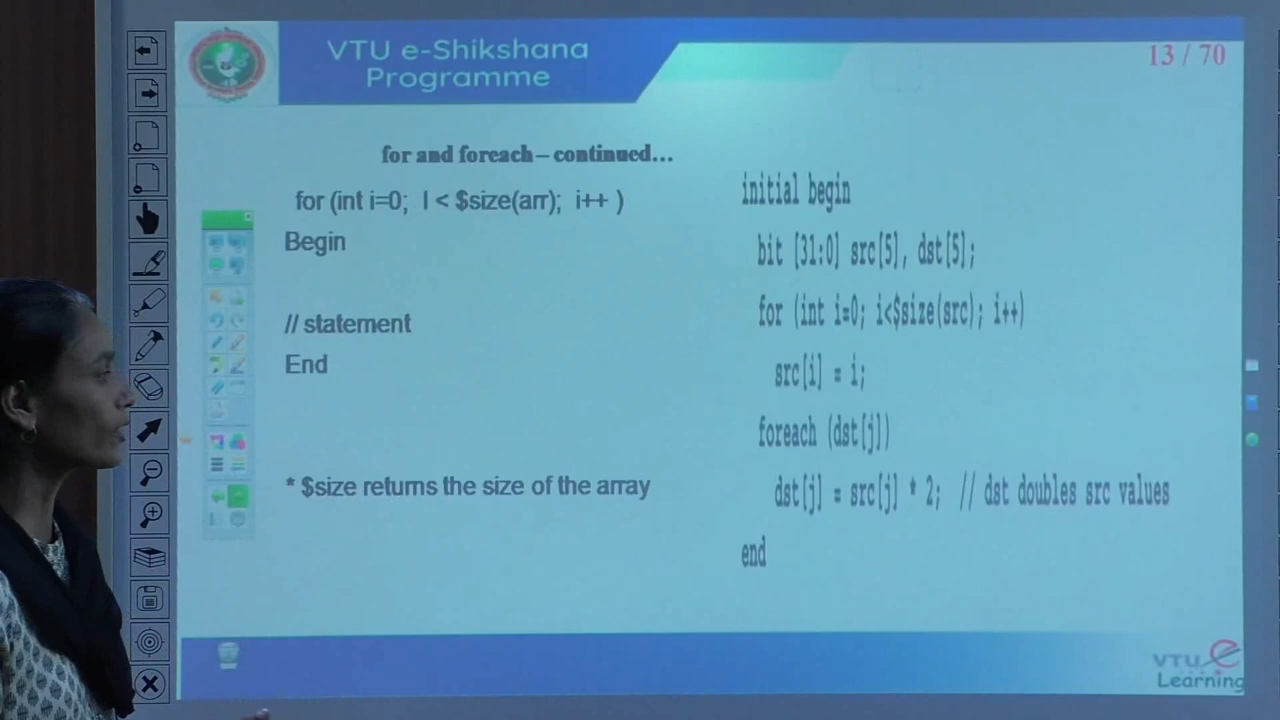 VTU e-Shikshana
Programme
13 / 70
for and foreach – continued...
for (int i=0; I < $size(arr); i++ )
Begin
// statement
End
* $size returns the size of the array
initial begin
bit [31:0] src[5], dst[5];
for (int i=0; i<$size(src); i++)
src[i] = i;
foreach (dst[j])
dst[j] = src[j] * 2; // dst doubles src values
end
VTU e
Learning